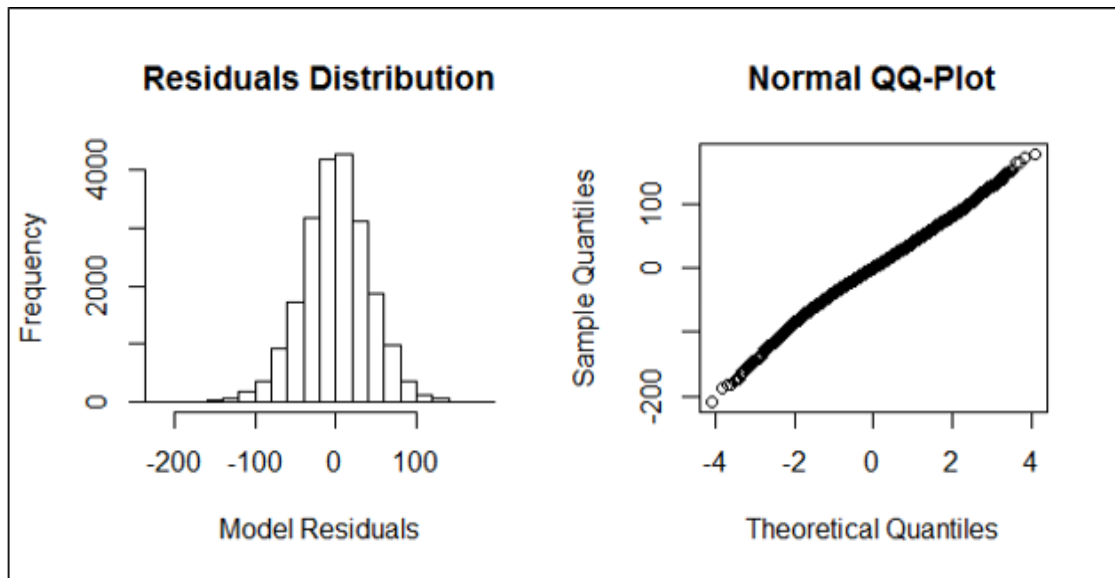 Residuals Distribution
Frequency
0
2000
4000
-200
-100
0
100
Model Residuals
Normal QQ-Plot
Sample Quantiles
-200
0
100
-4
-2
0
2
4
Theoretical Quantiles